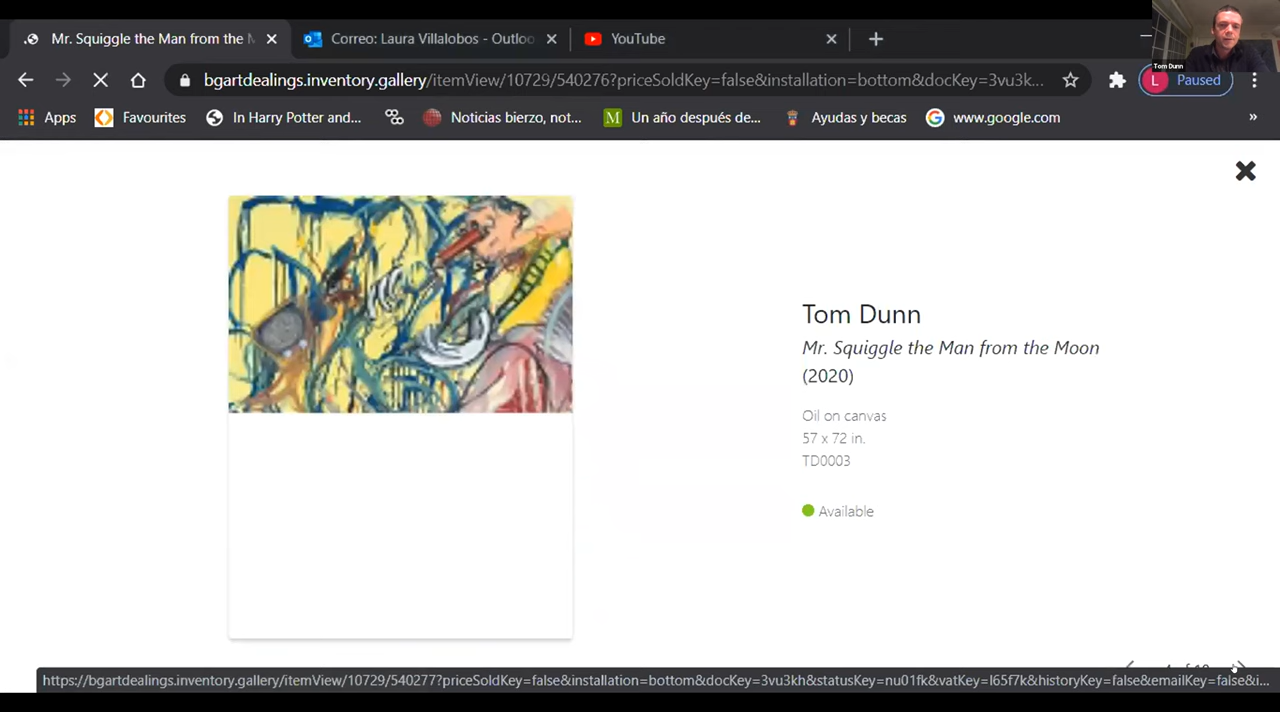 Mr. Squiggle the Man from the
Correo: Laura Villalobos - Outloo
YouTube
Tom Dunn
bgartdealings.inventory.gallery/itemView/10729/540276?priceSoldKey=false&installation=bottom&docKey=3vu3k...
L Paused
Apps
Favourites
In Harry Potter and...
Noticias bierzo, not...
M Un año después de...
Ayudas y becas
www.google.com
»
Tom Dunn
Mr. Squiggle the Man from the Moon
(2020)
Oil on canvas
57 x 72 in.
TD0003
Available
https://bgartdealings.inventory.gallery/itemView/10729/540277?priceSoldKey=false&installation=bottom&docKey=3vu3kh&statusKey=nu01fk&vatKey=l65f7k&historyKey=false&emailKey=false&i...